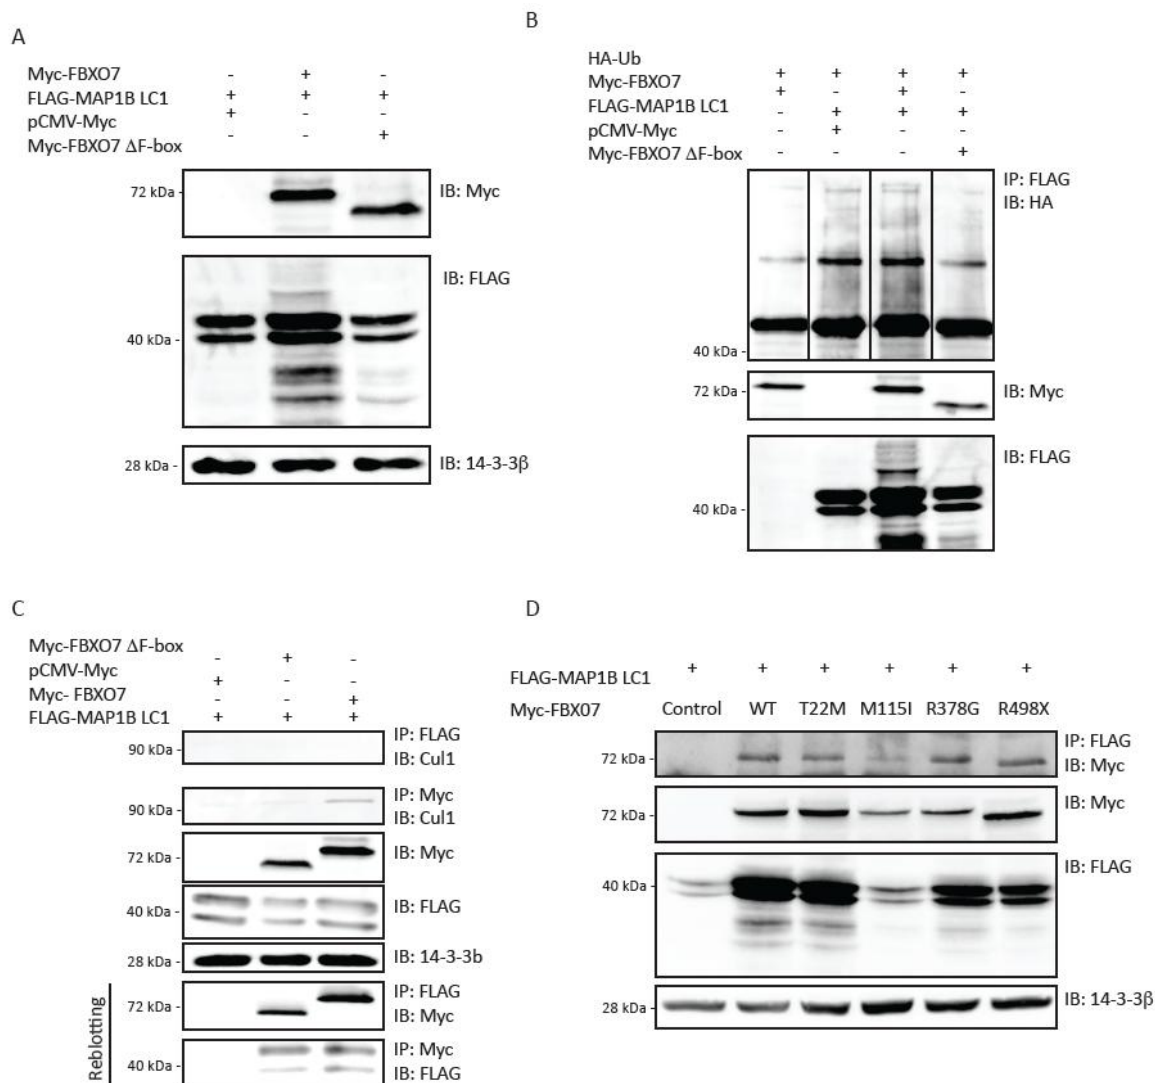 A
Myc-FBXO7 - + -
FLAG-MAP1B LC1 + + +
pCMV-Myc + - -
Myc-FBXO7 ΔF-box - - +
72 kDa -
IB: Myc
IB: FLAG
40 kDa -
28 kDa -
IB: 14-3-3β
B
HA-Ub + + + +
Myc-FBXO7 + - + -
FLAG-MAP1B LC1 - + + +
pCMV-Myc - + - -
Myc-FBXO7 ΔF-box - - - +
IP: FLAG
IB: HA
40 kDa -
72 kDa -
IB: Myc
IB: FLAG
40 kDa -
C
Myc-FBXO7 ΔF-box - + -
pCMV-Myc + - -
Myc- FBXO7 - - +
FLAG-MAP1B LC1 + + +
IP: FLAG
90 kDa -
IB: Cul1
IP: Myc
90 kDa -
IB: Cul1
IB: Myc
72 kDa -
IB: FLAG
40 kDa -
28 kDa -
IB: 14-3-3b
Reblotting
IP: FLAG
72 kDa -
IB: Myc
IP: Myc
40 kDa -
IB: FLAG
D
FLAG-MAP1B LC1 + + + + + +
Myc-FBX07 Control WT T22M M115I R378G R498X
IP: FLAG
72 kDa -
IB: Myc
IB: Myc
72 kDa -
IB: FLAG
40 kDa -
28 kDa -
IB: 14-3-3β